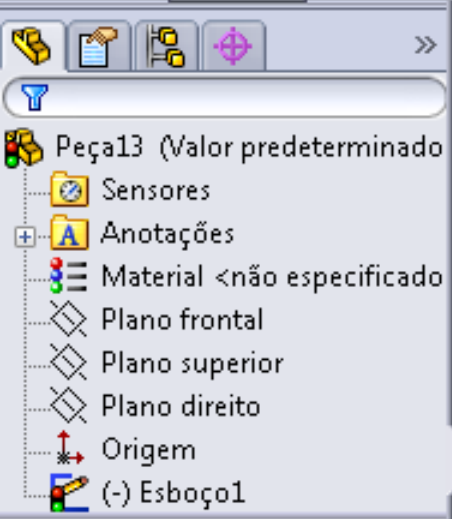 Peça13 (Valor predeterminado
Sensores
A Anotações
Material <não especificado
Plano frontal
Plano superior
Plano direito
Origem
(-) Esboço1